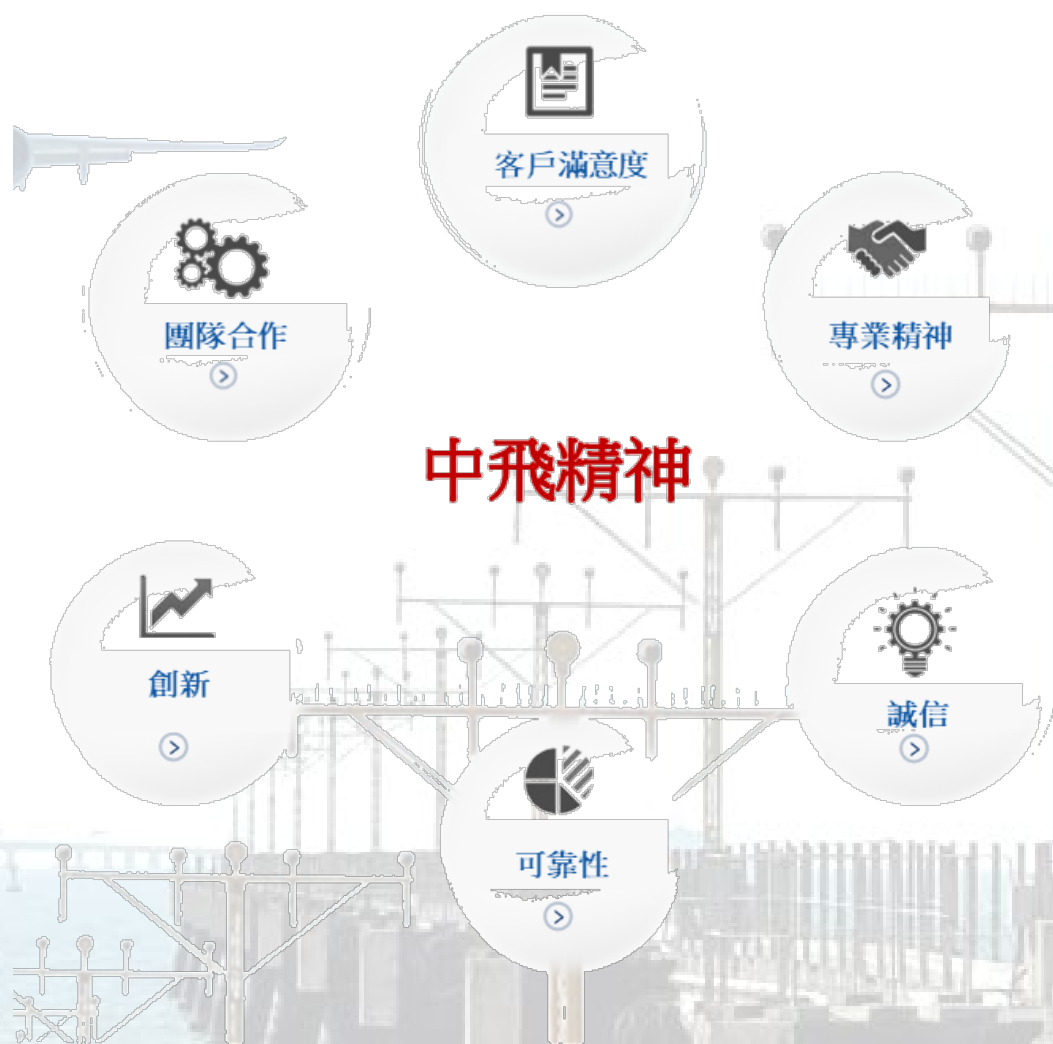 客戶滿意度
團隊合作
專業精神
中飛精神
創新
誠信
可靠性